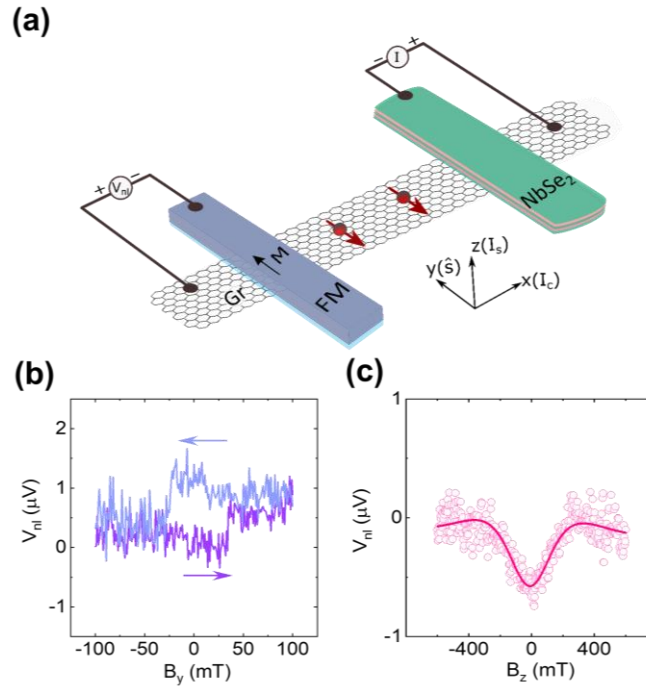 (a)
− I +
+ V_nl −
NbSe₂
M
Gr
FM
z(I_s)
y(ŝ)
x(I_c)
(b)
(c)
V_nl (μV)
2
1
0
-1
-100 -50 0 50 100
B_y (mT)
V_nl (μV)
1
0
-1
-400 0 400
B_z (mT)